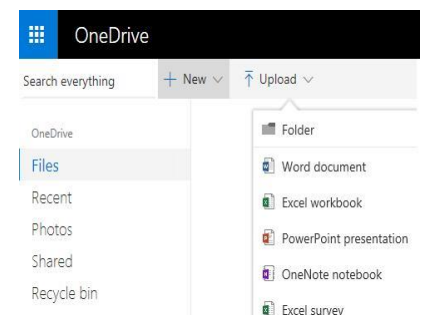 OneDrive
Search everything + New Upload
OneDrive
Files
Recent
Photos
Shared
Recycle bin
Folder
Word document
Excel workbook
PowerPoint presentation
OneNote notebook
Excel survey